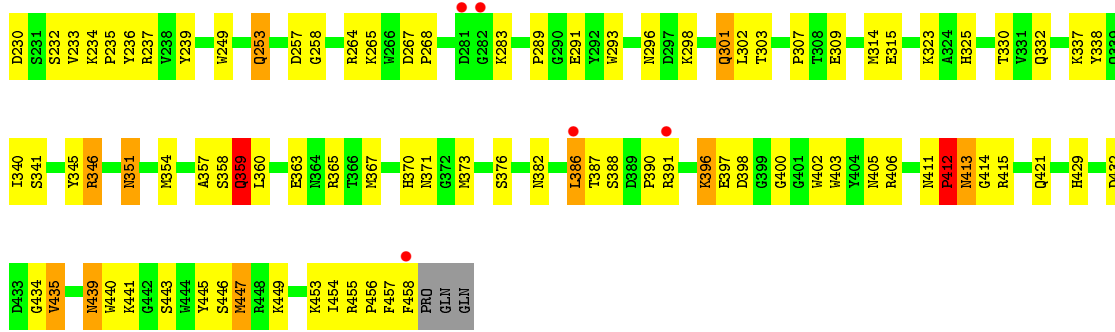 D230 S231 S232 V233 K234 P235 Y236 R237 V238 Y239 W249 Q253 D257 G258 R264 K265 W266 D267 P268 D281 G282 K283 P289 G290 E291 Y292 W293 N296 D297 K298 Q301 L302 T303 P307 T308 E309 M314 E315 K323 A324 H325 T330 V331 Q332 K337 Y338
I340 S341 Y345 R346 N351 M354 A357 S358 Q359 L360 E363 N364 R365 T366 M367 H370 N371 G372 M373 S376 N382 L386 T387 S388 D389 P390 R391 K396 E397 D398 G399 G400 G401 W402 W403 Y404 N405 R406 N411 P412 N413 G414 R415 Q421 H429 D432
D433 G434 V435 N439 W440 K441 G442 S443 W444 Y445 S446 M447 R448 K449 K453 I454 R455 P456 F457 F458 PRO GLN GLN